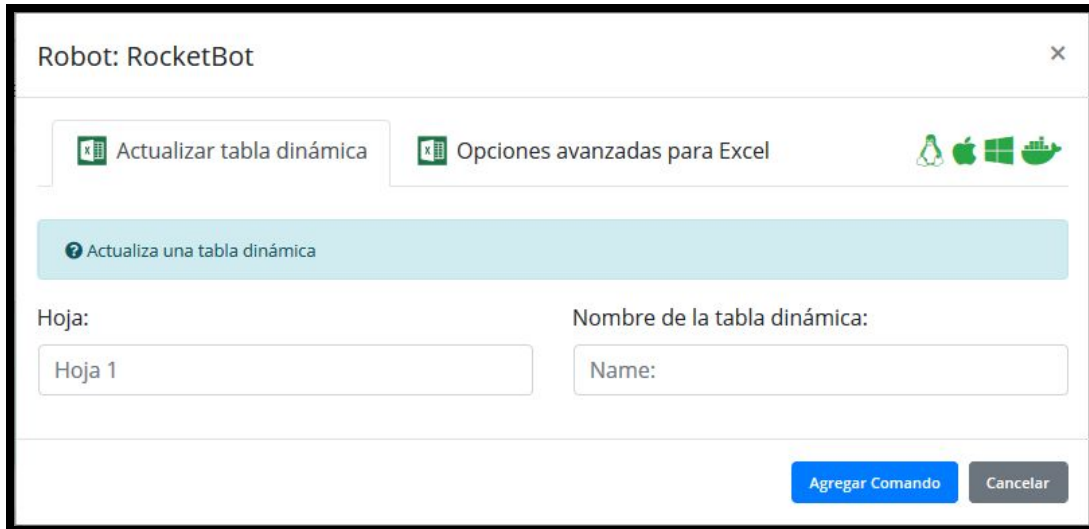 Robot: RocketBot ×
Actualizar tabla dinámica Opciones avanzadas para Excel
Actualiza una tabla dinámica
Hoja: Nombre de la tabla dinámica:
Hoja 1 Name:
Agregar Comando Cancelar